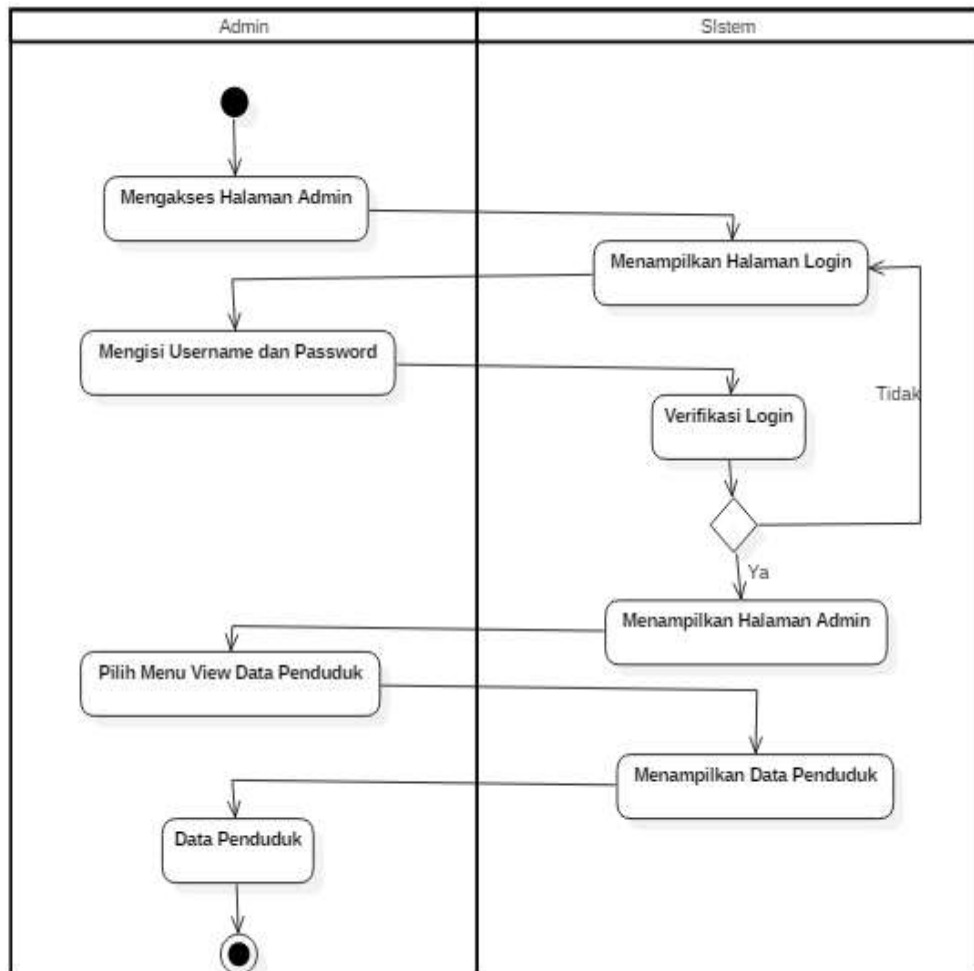 Admin
SIstem
Mengakses Halaman Admin
Menampilkan Halaman Login
Mengisi Username dan Password
Tidak
Verifikasi Login
Ya
Menampilkan Halaman Admin
Pilih Menu View Data Penduduk
Menampilkan Data Penduduk
Data Penduduk